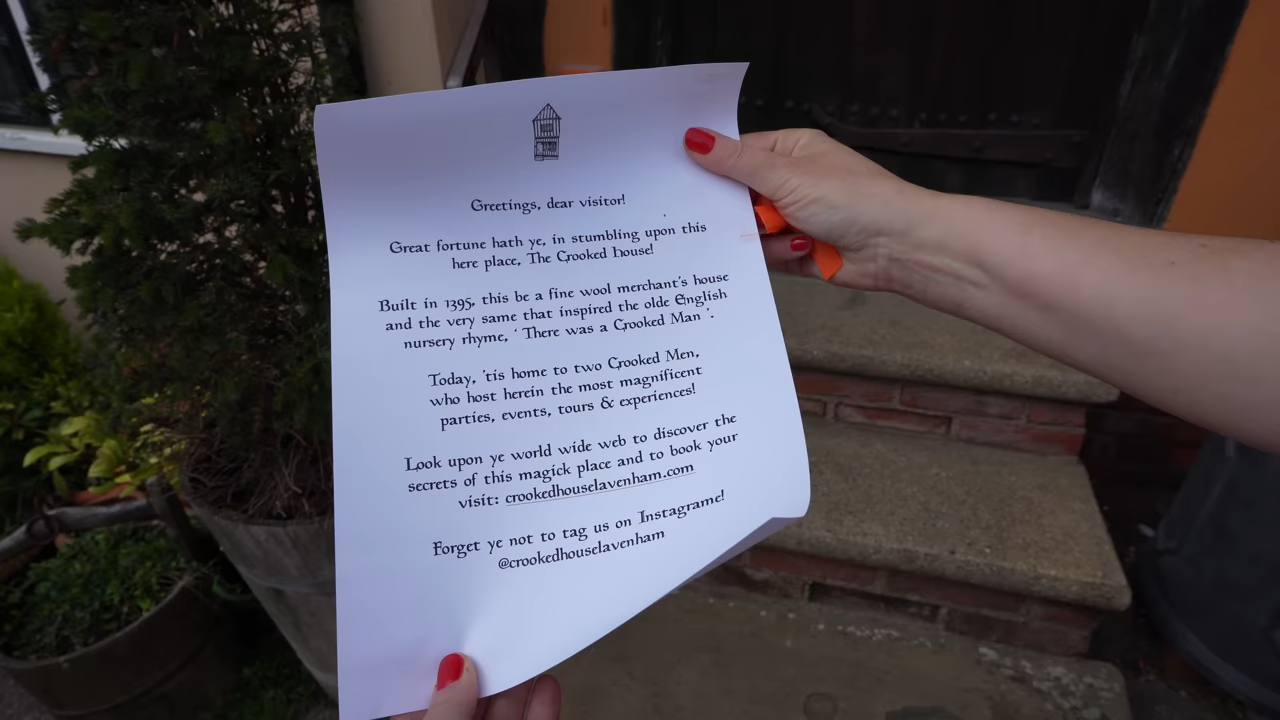 Greetings, dear visitor!
Great fortune hath ye, in stumbling upon this
here place, The Crooked House!
Built in 1395, this be a fine wool merchant's house
and the very same that inspired the olde English
nursery rhyme, ' There was a Crooked Man '.
Today, 'tis home to two Crooked Men,
who host herein the most magnificent
parties, events, tours & experiences!
Look upon ye world wide web to discover the
secrets of this magick place and to book your
visit: crookedhouselavenham.com
Forget ye not to tag us on Instagrame!
@crookedhouselavenham